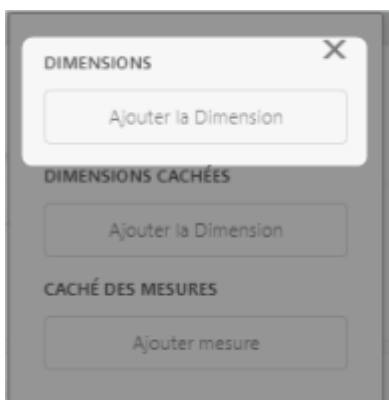 DIMENSIONS
Ajouter la Dimension
DIMENSIONS CACHÉES
Ajouter la Dimension
CACHÉ DES MESURES
Ajouter mesure